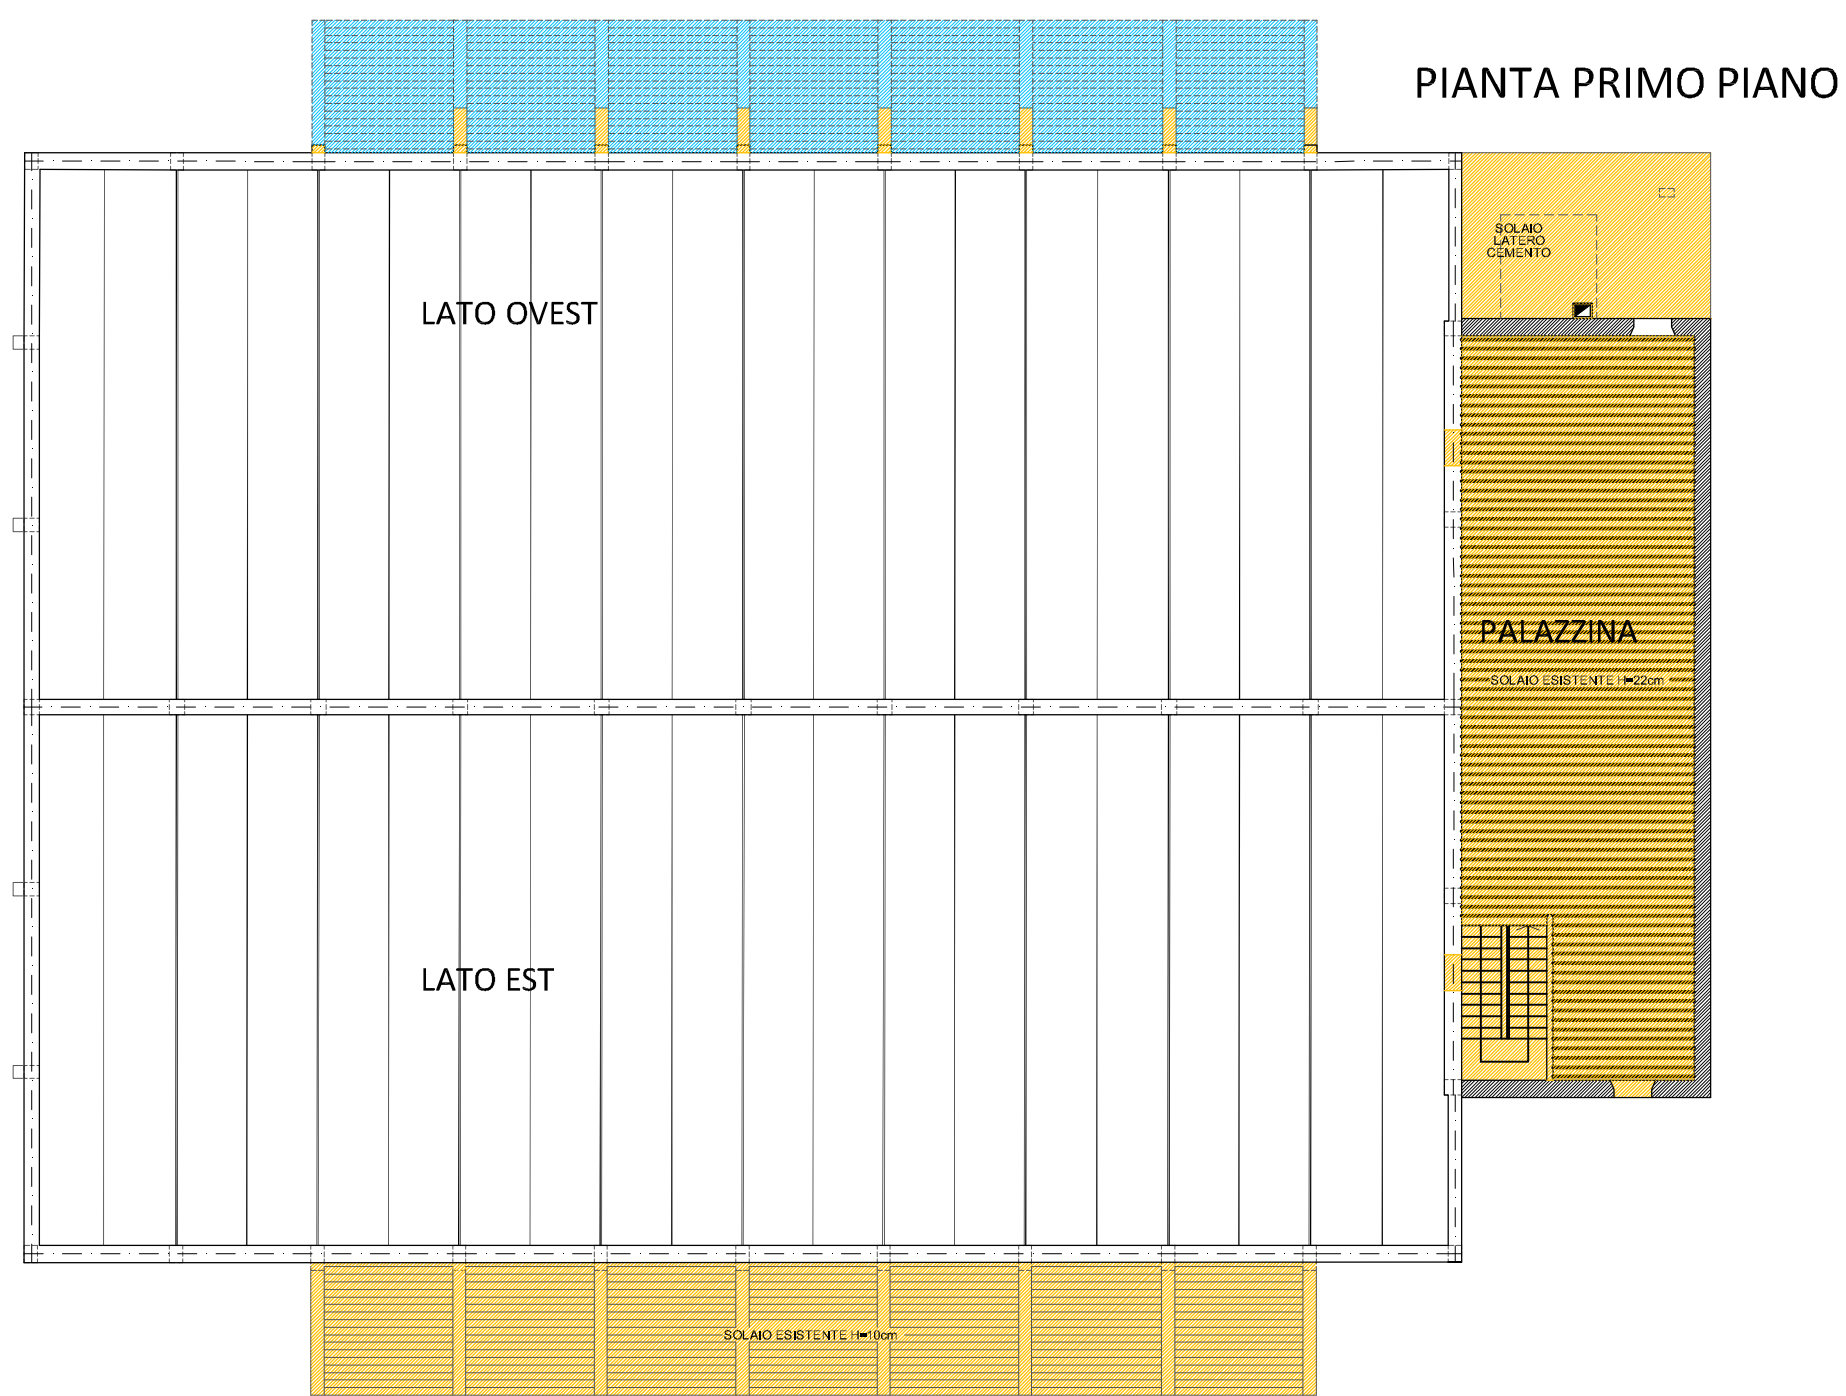 PIANTA PRIMO PIANO
SOLAIO
LATERO
CEMENTO
LATO OVEST
PALAZZINA
SOLAIO ESISTENTE H=22cm
LATO EST
SOLAIO ESISTENTE H=10cm